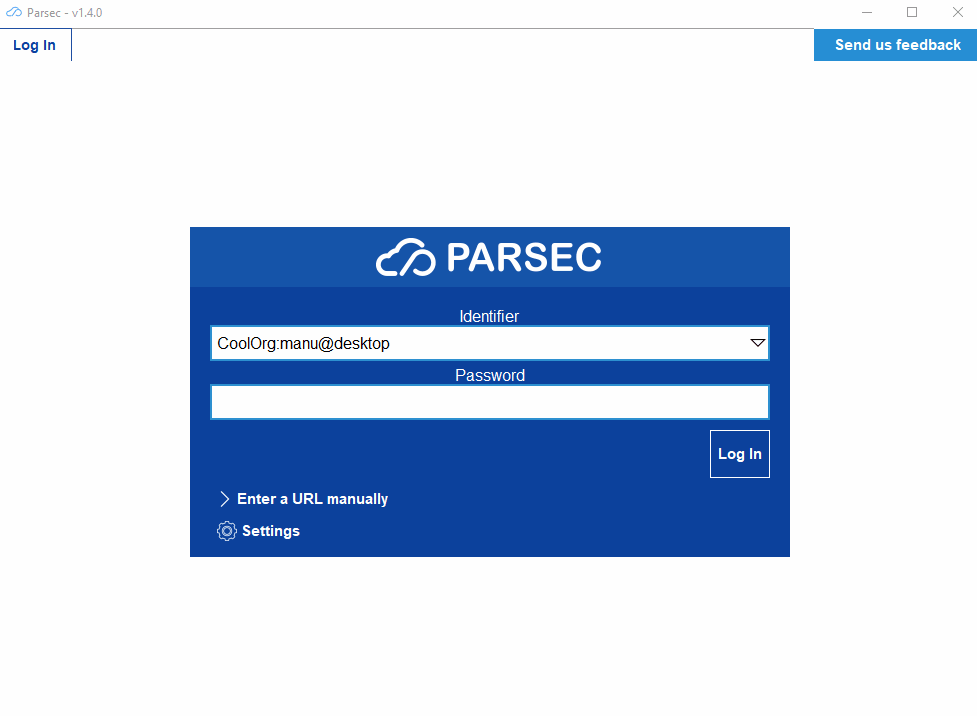 Parsec - v1.4.0
Log In
Send us feedback
PARSEC
Identifier
CoolOrg:manu@desktop
Password
Log In
Enter a URL manually
Settings